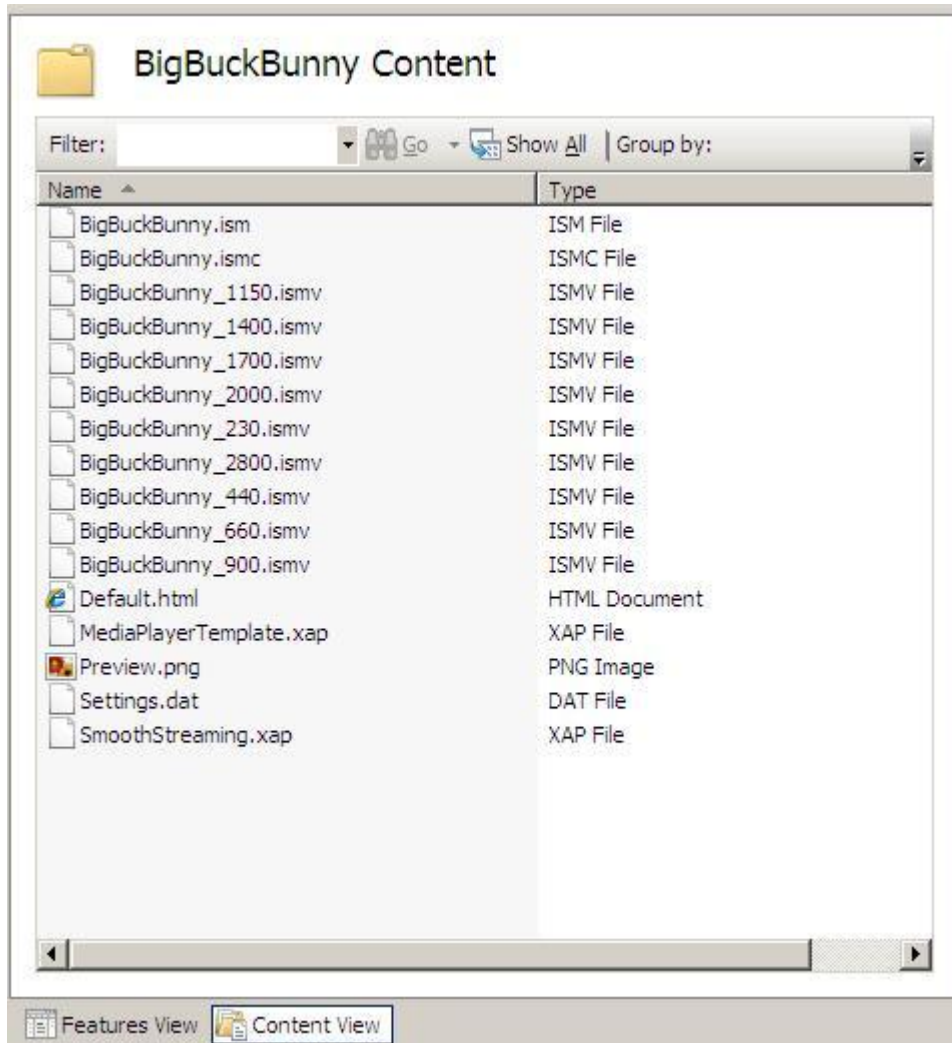 BigBuckBunny Content
Filter: Go Show All Group by:
Name Type
BigBuckBunny.ism ISM File
BigBuckBunny.ismc ISMC File
BigBuckBunny_1150.ismv ISMV File
BigBuckBunny_1400.ismv ISMV File
BigBuckBunny_1700.ismv ISMV File
BigBuckBunny_2000.ismv ISMV File
BigBuckBunny_230.ismv ISMV File
BigBuckBunny_2800.ismv ISMV File
BigBuckBunny_440.ismv ISMV File
BigBuckBunny_660.ismv ISMV File
BigBuckBunny_900.ismv ISMV File
Default.html HTML Document
MediaPlayerTemplate.xap XAP File
Preview.png PNG Image
Settings.dat DAT File
SmoothStreaming.xap XAP File
Features View Content View